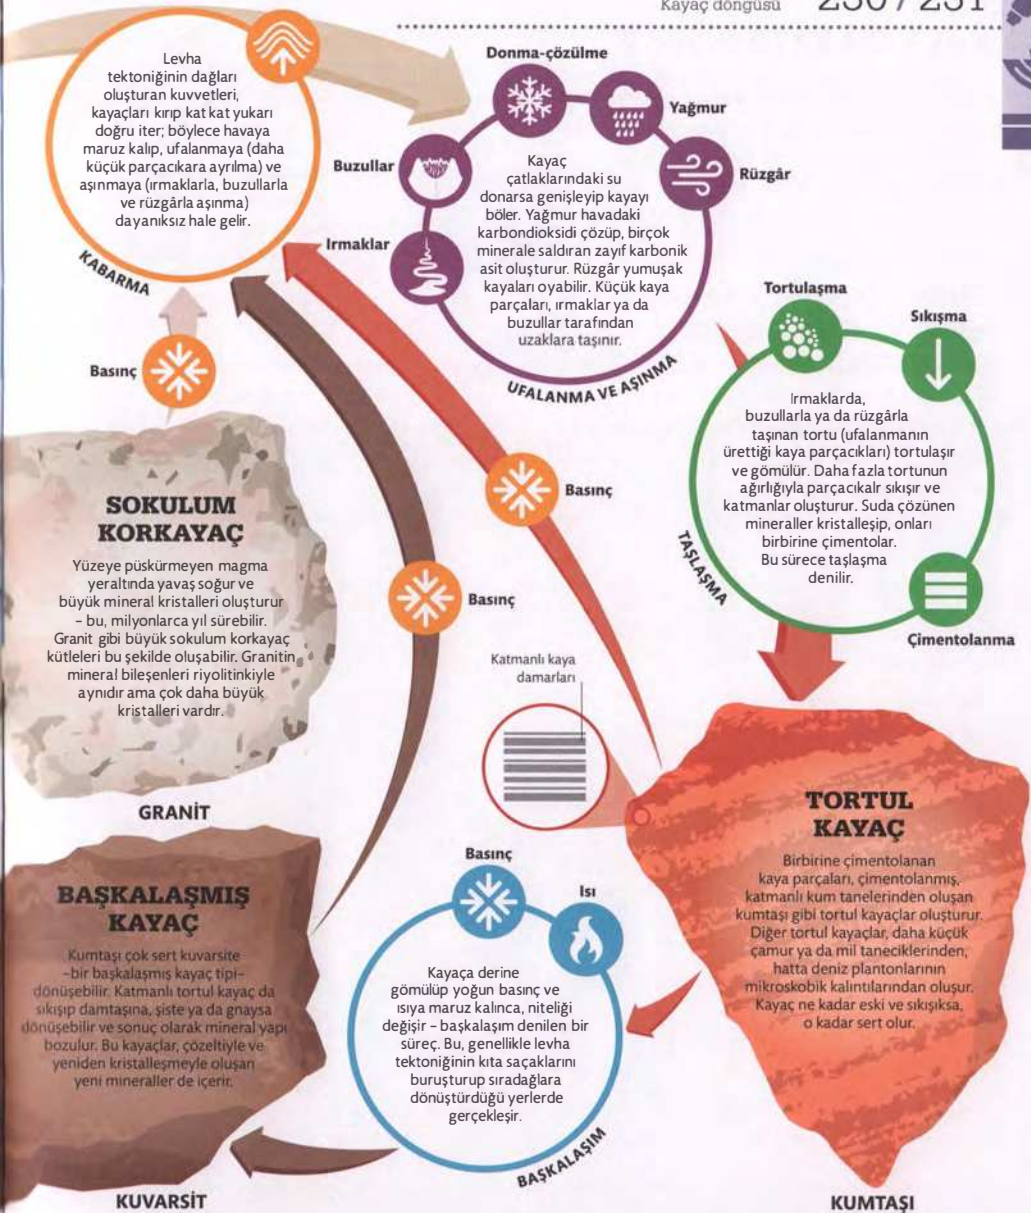 Kayaç döngüsü
230 / 231
Levha
tektoniğinin dağları
oluşturan kuvvetleri,
kayaçları kırıp kat kat yukarı
doğru iter; böylece havaya
maruz kalıp, ufalanmaya (daha
küçük parçacıkara ayrılma) ve
aşınmaya (ırmaklarla, buzullarla
ve rüzgârla aşınma)
dayanıksız hale gelir.
KABARMA
Donma-çözülme
Yağmur
Rüzgâr
Buzullar
Irmaklar
Kayaç
çatlaklarındaki su
donarsa genişleyip kayayı
böler. Yağmur havadaki
karbondioksidi çözüp, birçok
minerale saldıran zayıf karbonik
asit oluşturur. Rüzgâr yumuşak
kayaları oyabilir. Küçük kaya
parçaları, ırmaklar ya da
buzullar tarafından
uzaklara taşınır.
UFALANMA VE AŞINMA
Tortulaşma
Sıkışma
Irmaklarda,
buzullarla ya da rüzgârla
taşınan tortu (ufalanmanın
ürettiği kaya parçacıkları) tortulaşır
ve gömülür. Daha fazla tortunun
ağırlığıyla parçacıkalr sıkışır ve
katmanlar oluşturur. Suda çözünen
mineraller kristalleşip, onları
birbirine çimentolar.
Bu sürece taşlaşma
denilir.
TAŞLAŞMA
Çimentolanma
Basınç
SOKULUM
KORKAYAÇ
Yüzeye püskürmeyen magma
yeraltında yavaş soğur ve
büyük mineral kristalleri oluşturur
– bu, milyonlarca yıl sürebilir.
Granit gibi büyük sokulum korkayaç
kütleleri bu şekilde oluşabilir. Granitin
mineral bileşenleri riyolitinkiyle
aynıdır ama çok daha büyük
kristalleri vardır.
GRANİT
Basınç
Basınç
Katmanlı kaya
damarları
TORTUL
KAYAÇ
Birbirine çimentolanan
kaya parçaları, çimentolanmış,
katmanlı kum tanelerinden oluşan
kumtaşı gibi tortul kayaçlar oluşturur.
Diğer tortul kayaçlar, daha küçük
çamur ya da mil taneciklerinden,
hatta deniz plantonlarının
mikroskobik kalıntılarından oluşur.
Kayaç ne kadar eski ve sıkışıksa,
o kadar sert olur.
KUMTAŞI
Basınç
Isı
Kayaça derine
gömülüp yoğun basınç ve
ısıya maruz kalınca, niteliği
değişir – başkalaşım denilen bir
süreç. Bu, genellikle levha
tektoniğinin kıta saçaklarını
buruşturup sıradağlara
dönüştürdüğü yerlerde
gerçekleşir.
BAŞKALAŞIM
BAŞKALAŞMIŞ
KAYAÇ
Kumtaşı çok sert kuvarsite
–bir başkalaşmış kayaç tipi–
dönüşebilir. Katmanlı tortul kayaç da
sıkışıp damtaşına, şiste ya da gnaysa
dönüşebilir ve sonuç olarak mineral yapı
bozulur. Bu kayaçlar, çözeltiyle ve
yeniden kristalleşmeyle oluşan
yeni mineraller de içerir.
KUVARSİT